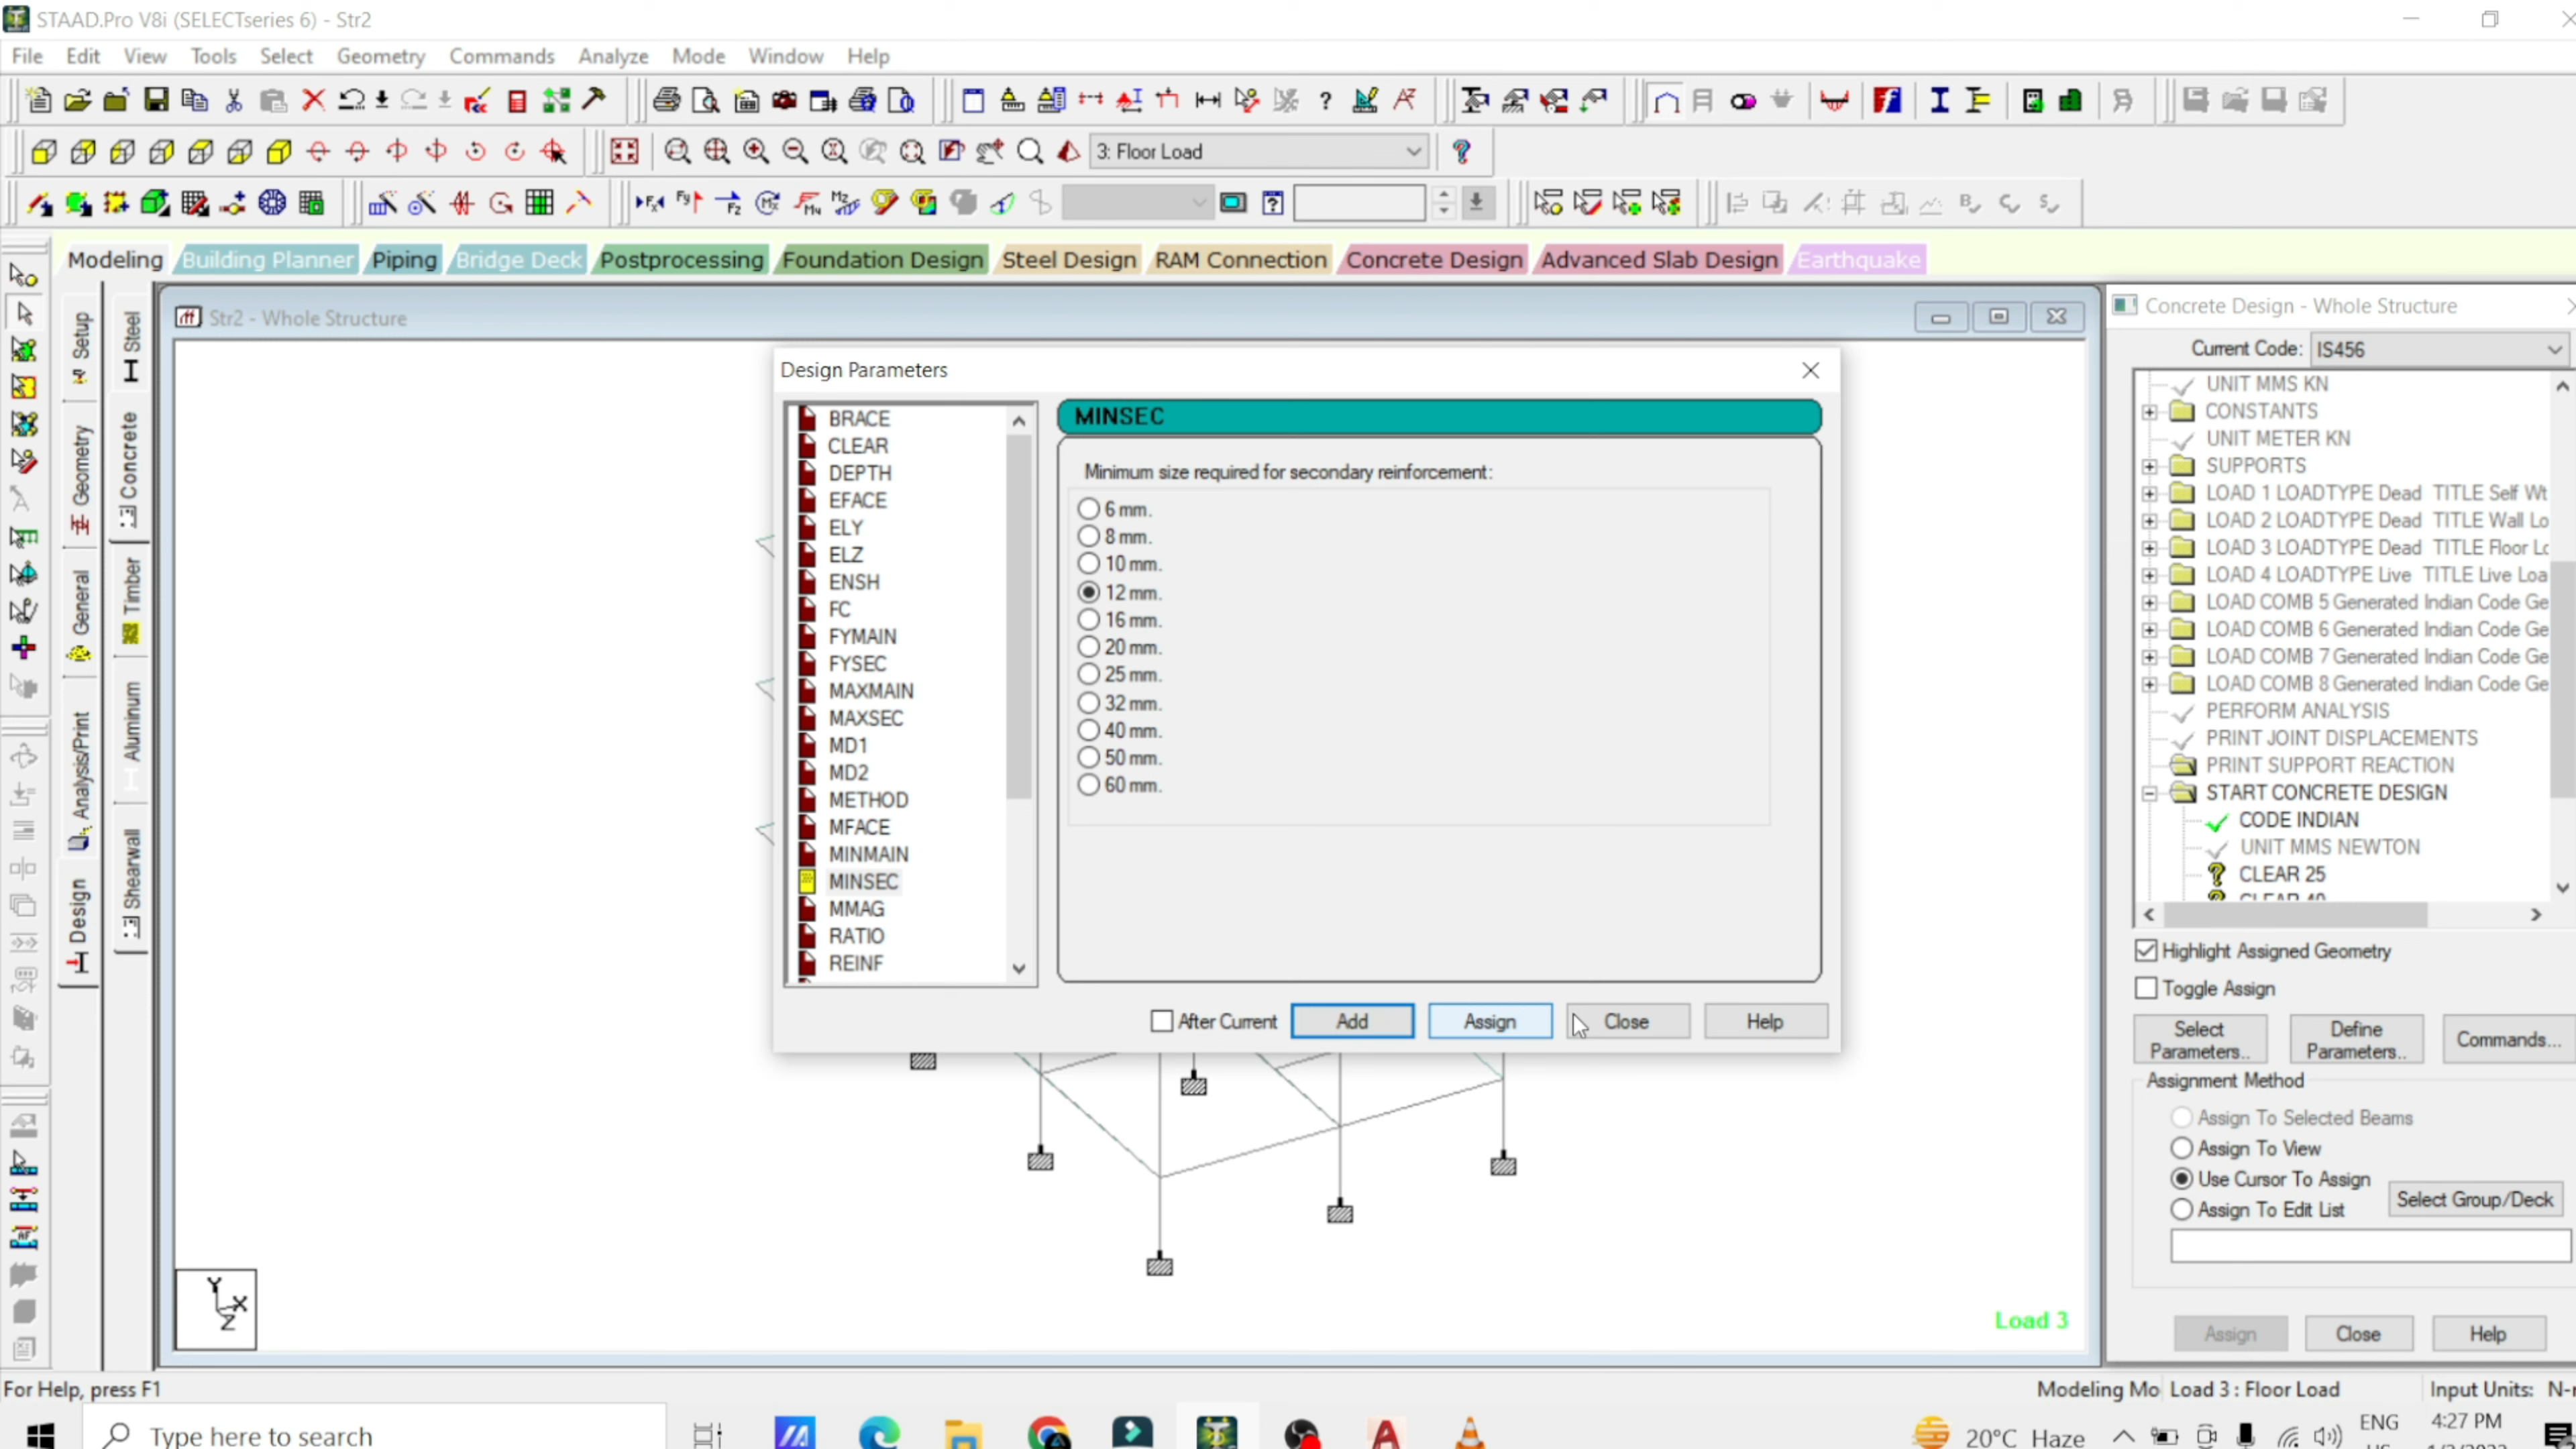 STAAD.Pro V8i (SELECTseries 6) - Str2
File Edit View Tools Select Geometry Commands Analyze Mode Window Help
3: Floor Load
Modeling Building Planner Piping Bridge Deck Postprocessing Foundation Design Steel Design RAM Connection Concrete Design Advanced Slab Design Earthquake
Setup
Geometry
General
Analysis/Print
Design
Steel
Concrete
Timber
Aluminum
Shearwall
Str2 - Whole Structure
Design Parameters
BRACE
CLEAR
DEPTH
EFACE
ELY
ELZ
ENSH
FC
FYMAIN
FYSEC
MAXMAIN
MAXSEC
MD1
MD2
METHOD
MFACE
MINMAIN
MINSEC
MMAG
RATIO
REINF
MINSEC
Minimum size required for secondary reinforcement:
6 mm.
8 mm.
10 mm.
12 mm.
16 mm.
20 mm.
25 mm.
32 mm.
40 mm.
50 mm.
60 mm.
After Current Add Assign Close Help
Y
X
Z
Load 3
Concrete Design - Whole Structure
Current Code: IS456
UNIT MMS KN
CONSTANTS
UNIT METER KN
SUPPORTS
LOAD 1 LOADTYPE Dead TITLE Self Wt
LOAD 2 LOADTYPE Dead TITLE Wall Lo
LOAD 3 LOADTYPE Dead TITLE Floor Lo
LOAD 4 LOADTYPE Live TITLE Live Loa
LOAD COMB 5 Generated Indian Code Ge
LOAD COMB 6 Generated Indian Code Ge
LOAD COMB 7 Generated Indian Code Ge
LOAD COMB 8 Generated Indian Code Ge
PERFORM ANALYSIS
PRINT JOINT DISPLACEMENTS
PRINT SUPPORT REACTION
START CONCRETE DESIGN
CODE INDIAN
UNIT MMS NEWTON
CLEAR 25
CLEAR 40
Highlight Assigned Geometry
Toggle Assign
Select Parameters.. Define Parameters.. Commands...
Assignment Method
Assign To Selected Beams
Assign To View
Use Cursor To Assign
Assign To Edit List
Select Group/Deck
Assign Close Help
For Help, press F1
Modeling Mo Load 3 : Floor Load Input Units:
Type here to search
20°C Haze
ENG
4:27 PM